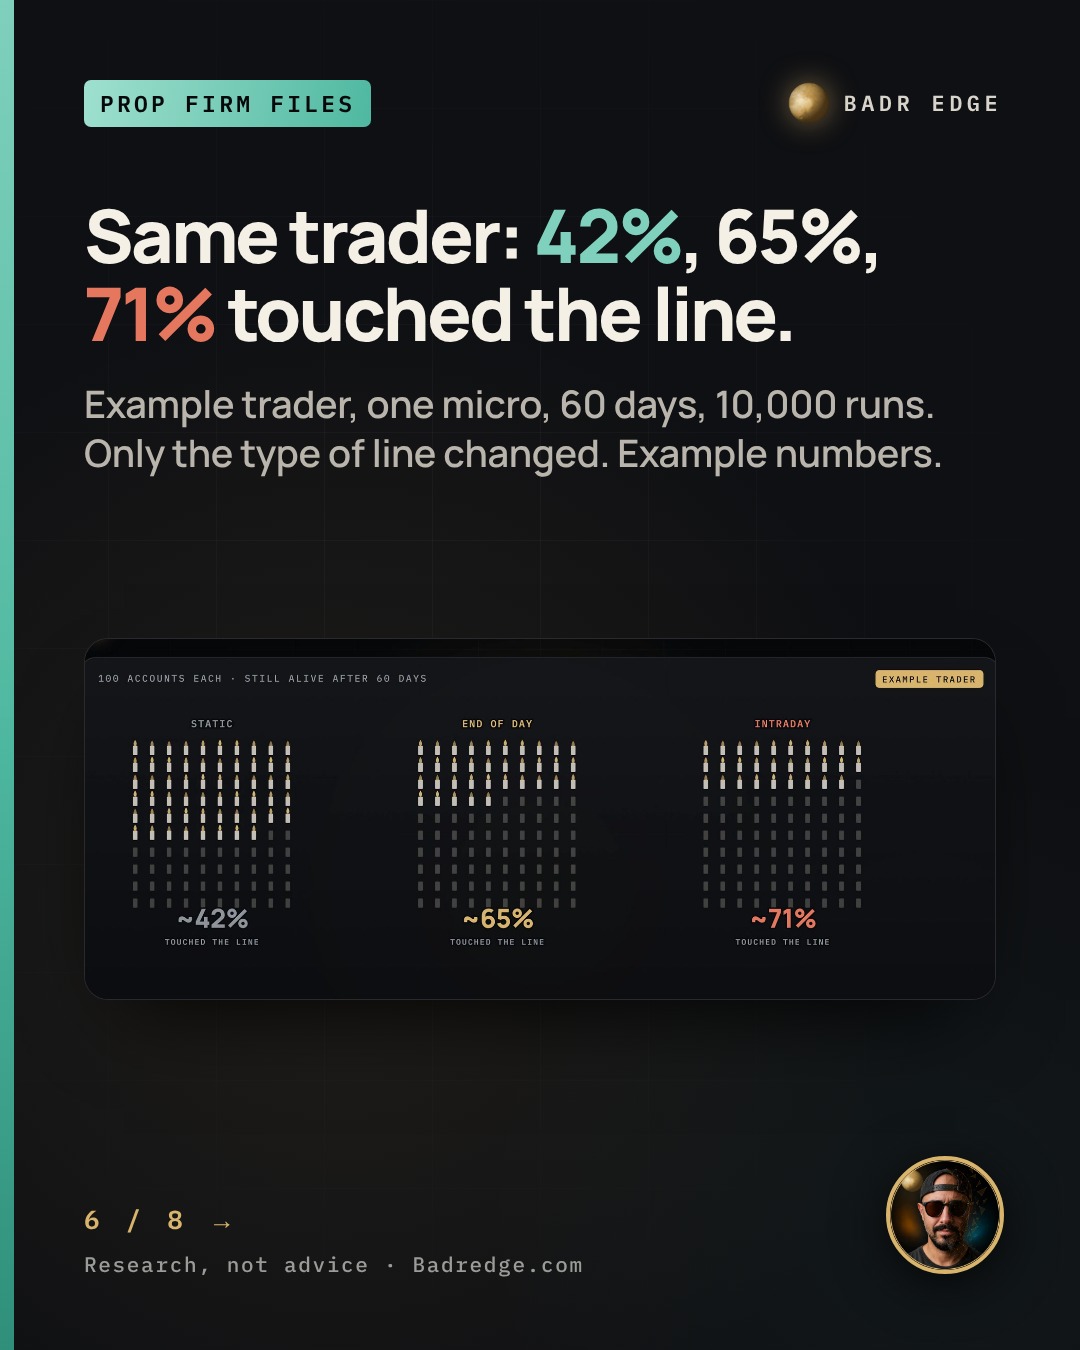 PROP FIRM FILES
BADR EDGE
Same trader: 42%, 65%,
71% touched the line.
Example trader, one micro, 60 days, 10,000 runs.
Only the type of line changed. Example numbers.
100 ACCOUNTS EACH · STILL ALIVE AFTER 60 DAYS
EXAMPLE TRADER
STATIC
END OF DAY
INTRADAY
~42%
~65%
~71%
TOUCHED THE LINE
TOUCHED THE LINE
TOUCHED THE LINE
6 / 8 →
Research, not advice · Badredge.com